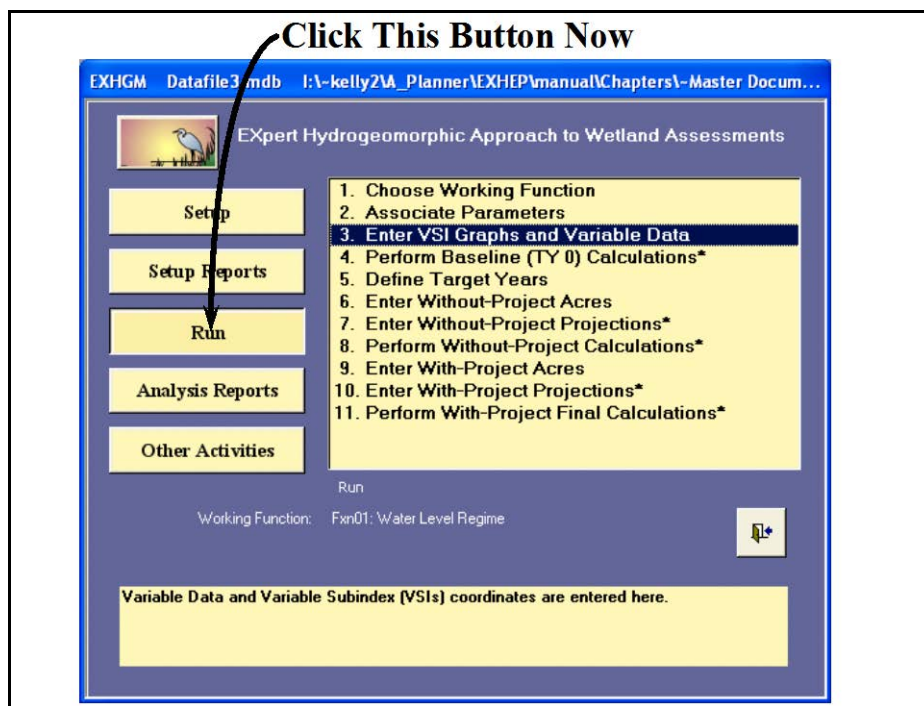 Click This Button Now
EXHGM Datafile3.mdb I:\~kelly2\A_Planner\EXHEP\manual\Chapters\~Master Docum...
EXpert Hydrogeomorphic Approach to Wetland Assessments
Setup
Setup Reports
Run
Analysis Reports
Other Activities
1. Choose Working Function
2. Associate Parameters
3. Enter VSI Graphs and Variable Data
4. Perform Baseline (TY 0) Calculations*
5. Define Target Years
6. Enter Without-Project Acres
7. Enter Without-Project Projections*
8. Perform Without-Project Calculations*
9. Enter With-Project Acres
10. Enter With-Project Projections*
11. Perform With-Project Final Calculations*
Run
Working Function: Fxn01: Water Level Regime
Variable Data and Variable Subindex (VSIs) coordinates are entered here.